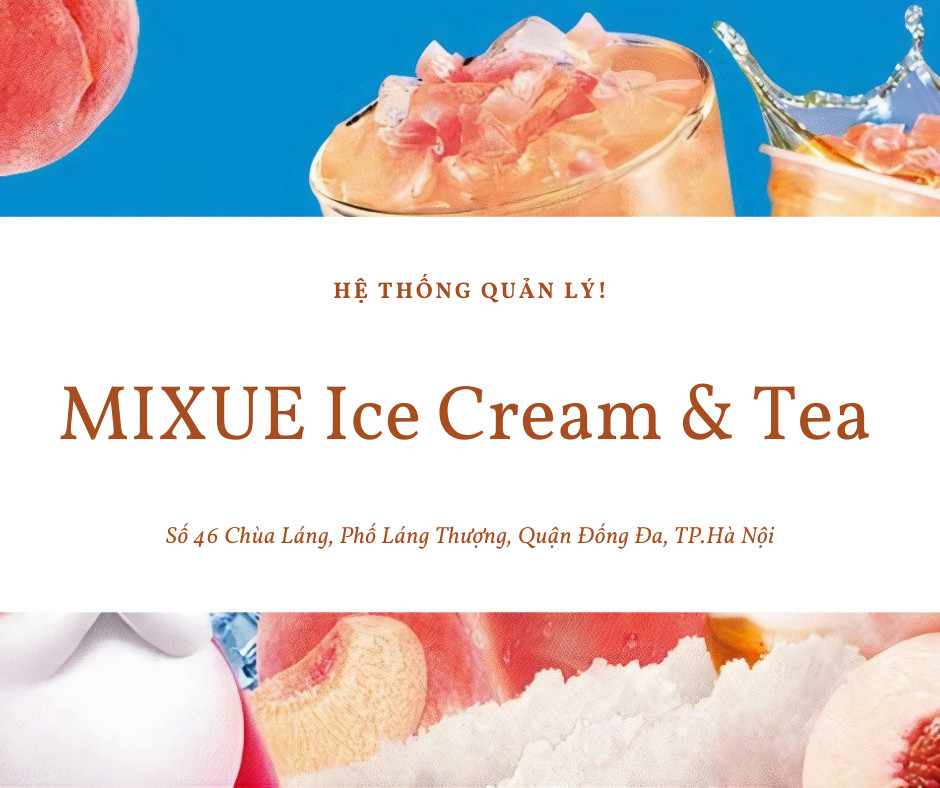 HỆ THỐNG QUẢN LÝ!
MIXUE Ice Cream & Tea
Số 46 Chùa Láng, Phố Láng Thượng, Quận Đống Đa, TP.Hà Nội